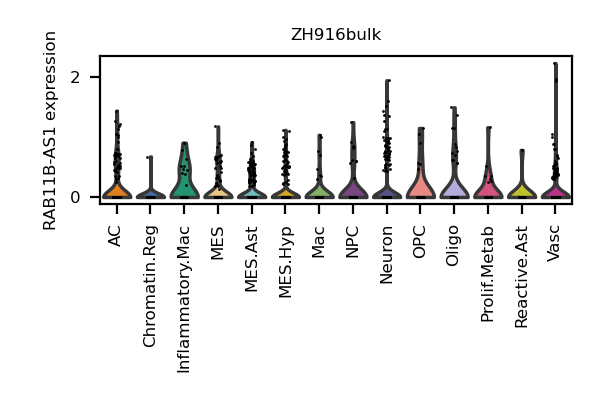 ZH916bulk
RAB11B-AS1 expression
2
0
AC
Chromatin.Reg
Inflammatory.Mac
MES
MES.Ast
MES.Hyp
Mac
NPC
Neuron
OPC
Oligo
Prolif.Metab
Reactive.Ast
Vasc